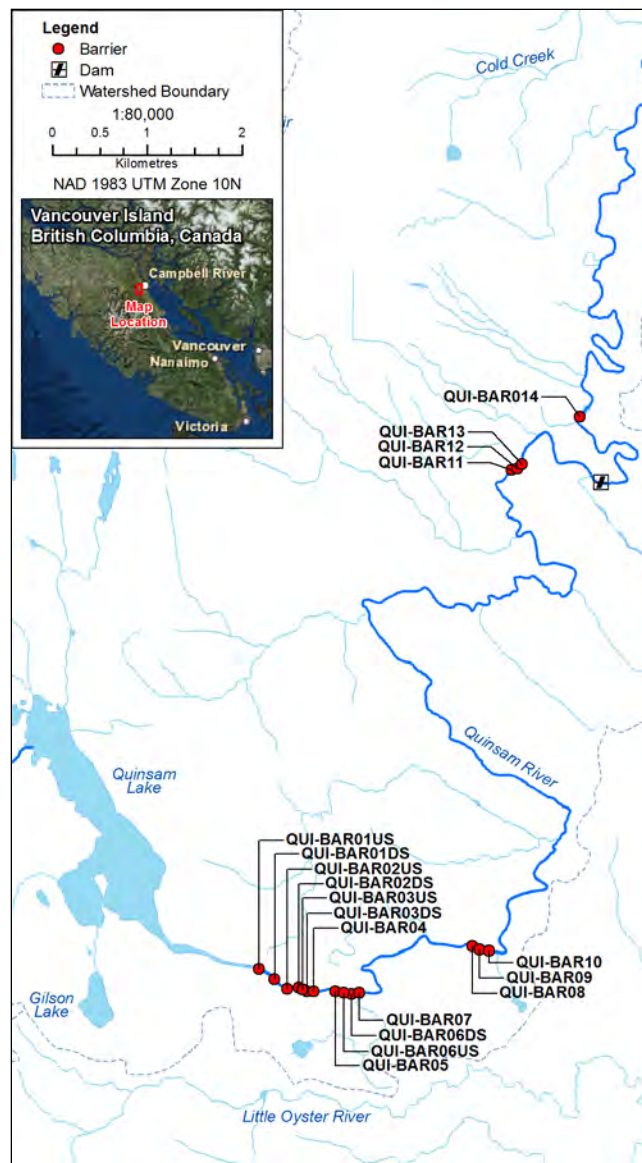 Legend
Barrier
Dam
Watershed Boundary
1:80,000
0 1 2
Kilometres
NAD 1983 UTM Zone 10N
Vancouver Island
British Columbia, Canada
Campbell River
Map
Location
Vancouver
Nanaimo
Victoria
Cold Creek
ir
QUI-BAR014
QUI-BAR13
QUI-BAR12
QUI-BAR11
Quinsam
Lake
Quinsam River
QUI-BAR01US
QUI-BAR01DS
QUI-BAR02US
QUI-BAR02DS
QUI-BAR03US
QUI-BAR03DS
QUI-BAR04
QUI-BAR10
QUI-BAR09
QUI-BAR08
Gilson
Lake
QUI-BAR07
QUI-BAR06DS
QUI-BAR06US
QUI-BAR05
Little Oyster River